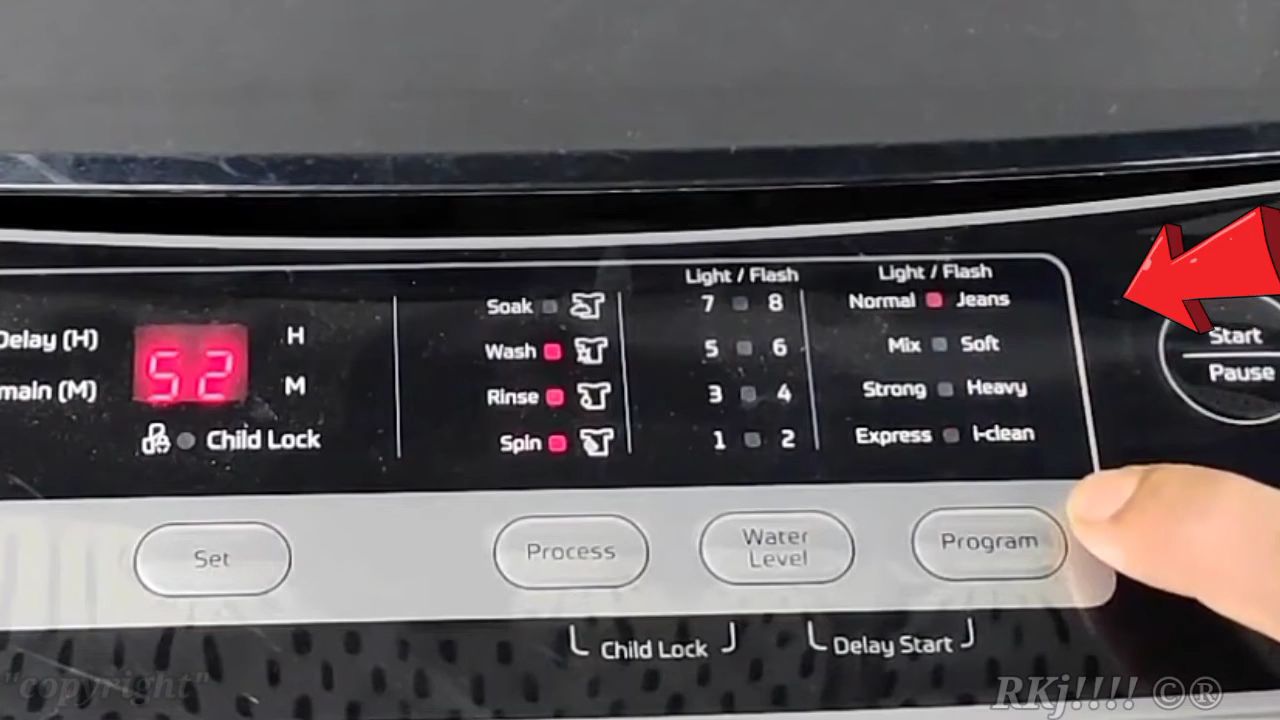 Delay (H)
main (M)
52
H
M
Child Lock
Soak
Wash
Rinse
Spin
Light / Flash
7 8
5 6
3 4
1 2
Light / Flash
Normal Jeans
Mix Soft
Strong Heavy
Express i-clean
Start
Pause
Set
Process
Water
Level
Program
Child Lock
Delay Start
"copyright"
RKj!!!! ©®